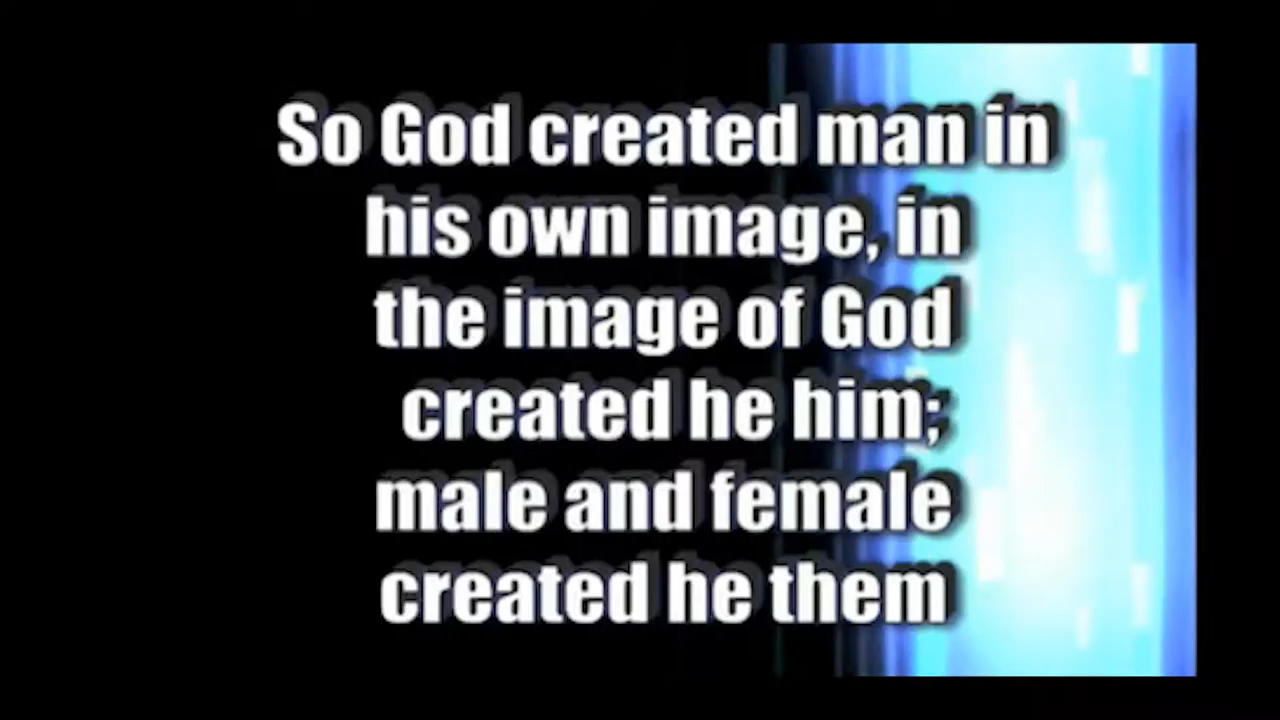 So God created man in
his own image, in
the image of God
created he him;
male and female
created he them